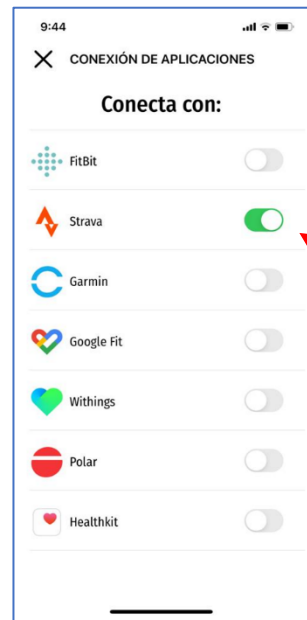 9:44
CONEXIÓN DE APLICACIONES
Conecta con:
FitBit
Strava
Garmin
Google Fit
Withings
Polar
Healthkit